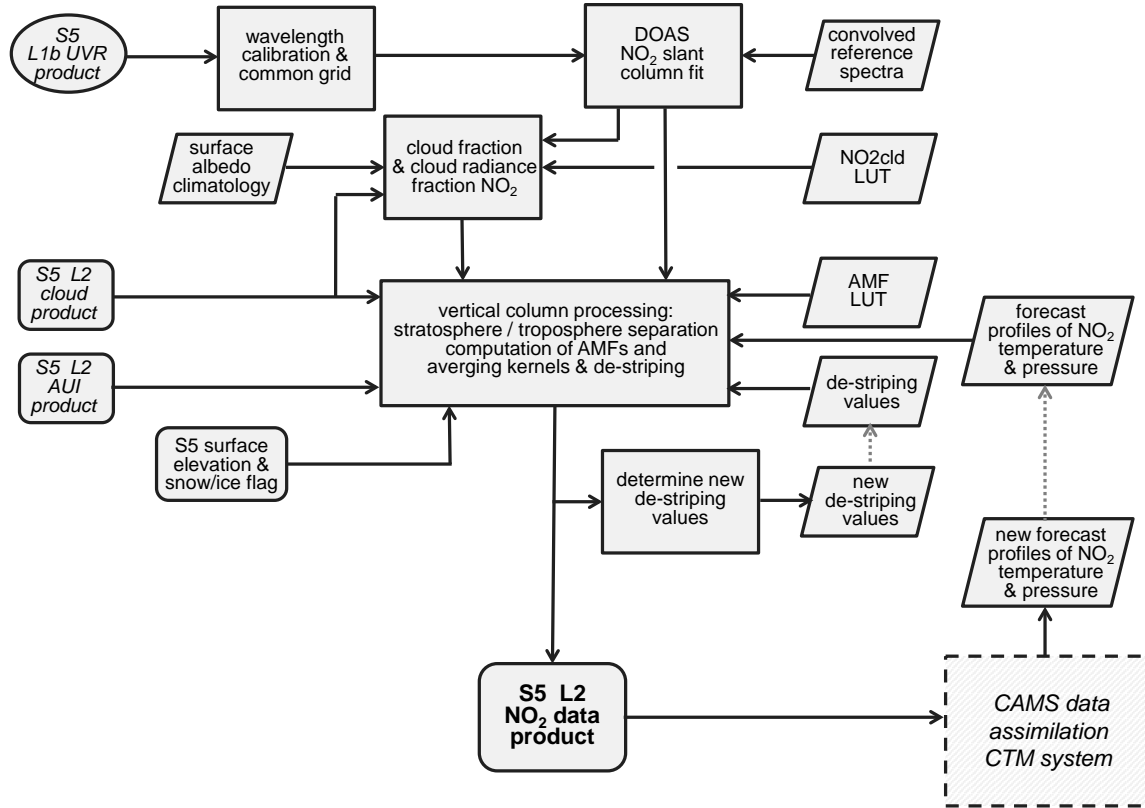 S5
L1b UVR
product
wavelength
calibration &
common grid
DOAS
NO₂ slant
column fit
convolved
reference
spectra
surface
albedo
climatology
cloud fraction
& cloud radiance
fraction NO₂
NO2cld
LUT
S5 L2
cloud
product
vertical column processing:
stratosphere / troposphere separation
computation of AMFs and
averging kernels & de-striping
AMF
LUT
forecast
profiles of NO₂
temperature
& pressure
S5 L2
AUI
product
de-striping
values
S5 surface
elevation &
snow/ice flag
determine new
de-striping
values
new
de-striping
values
new forecast
profiles of NO₂
temperature
& pressure
S5 L2
NO₂ data
product
CAMS data
assimilation
CTM system